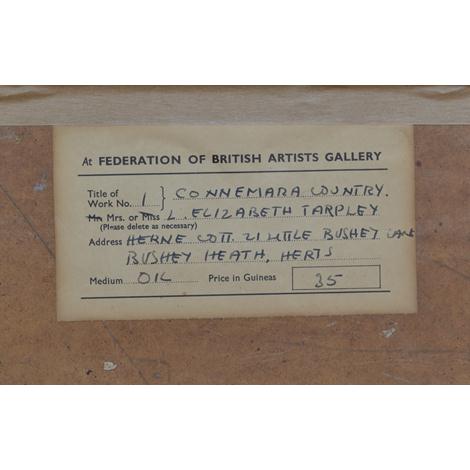 At FEDERATION OF BRITISH ARTISTS GALLERY
Title of Work No. 1 } CONNEMARA COUNTRY.
Mr. Mrs. or Miss L. ELIZABETH TARPLEY
(Please delete as necessary)
Address HERNE COTT. 21 LITTLE BUSHEY LANE
BUSHEY HEATH, HERTS
Medium OIL Price in Guineas 35